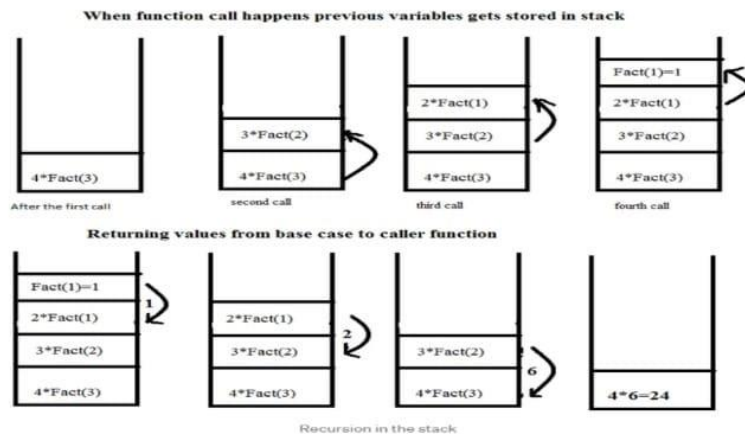 When function call happens previous variables gets stored in stack
Fact(1)=1
2*Fact(1)
2*Fact(1)
3*Fact(2)
3*Fact(2)
3*Fact(2)
4*Fact(3)
4*Fact(3)
4*Fact(3)
4*Fact(3)
After the first call
second call
third call
fourth call
Returning values from base case to caller function
Fact(1)=1
1
2*Fact(1)
2*Fact(1)
2
3*Fact(2)
3*Fact(2)
3*Fact(2)
6
4*Fact(3)
4*Fact(3)
4*Fact(3)
4*6=24
Recursion in the stack